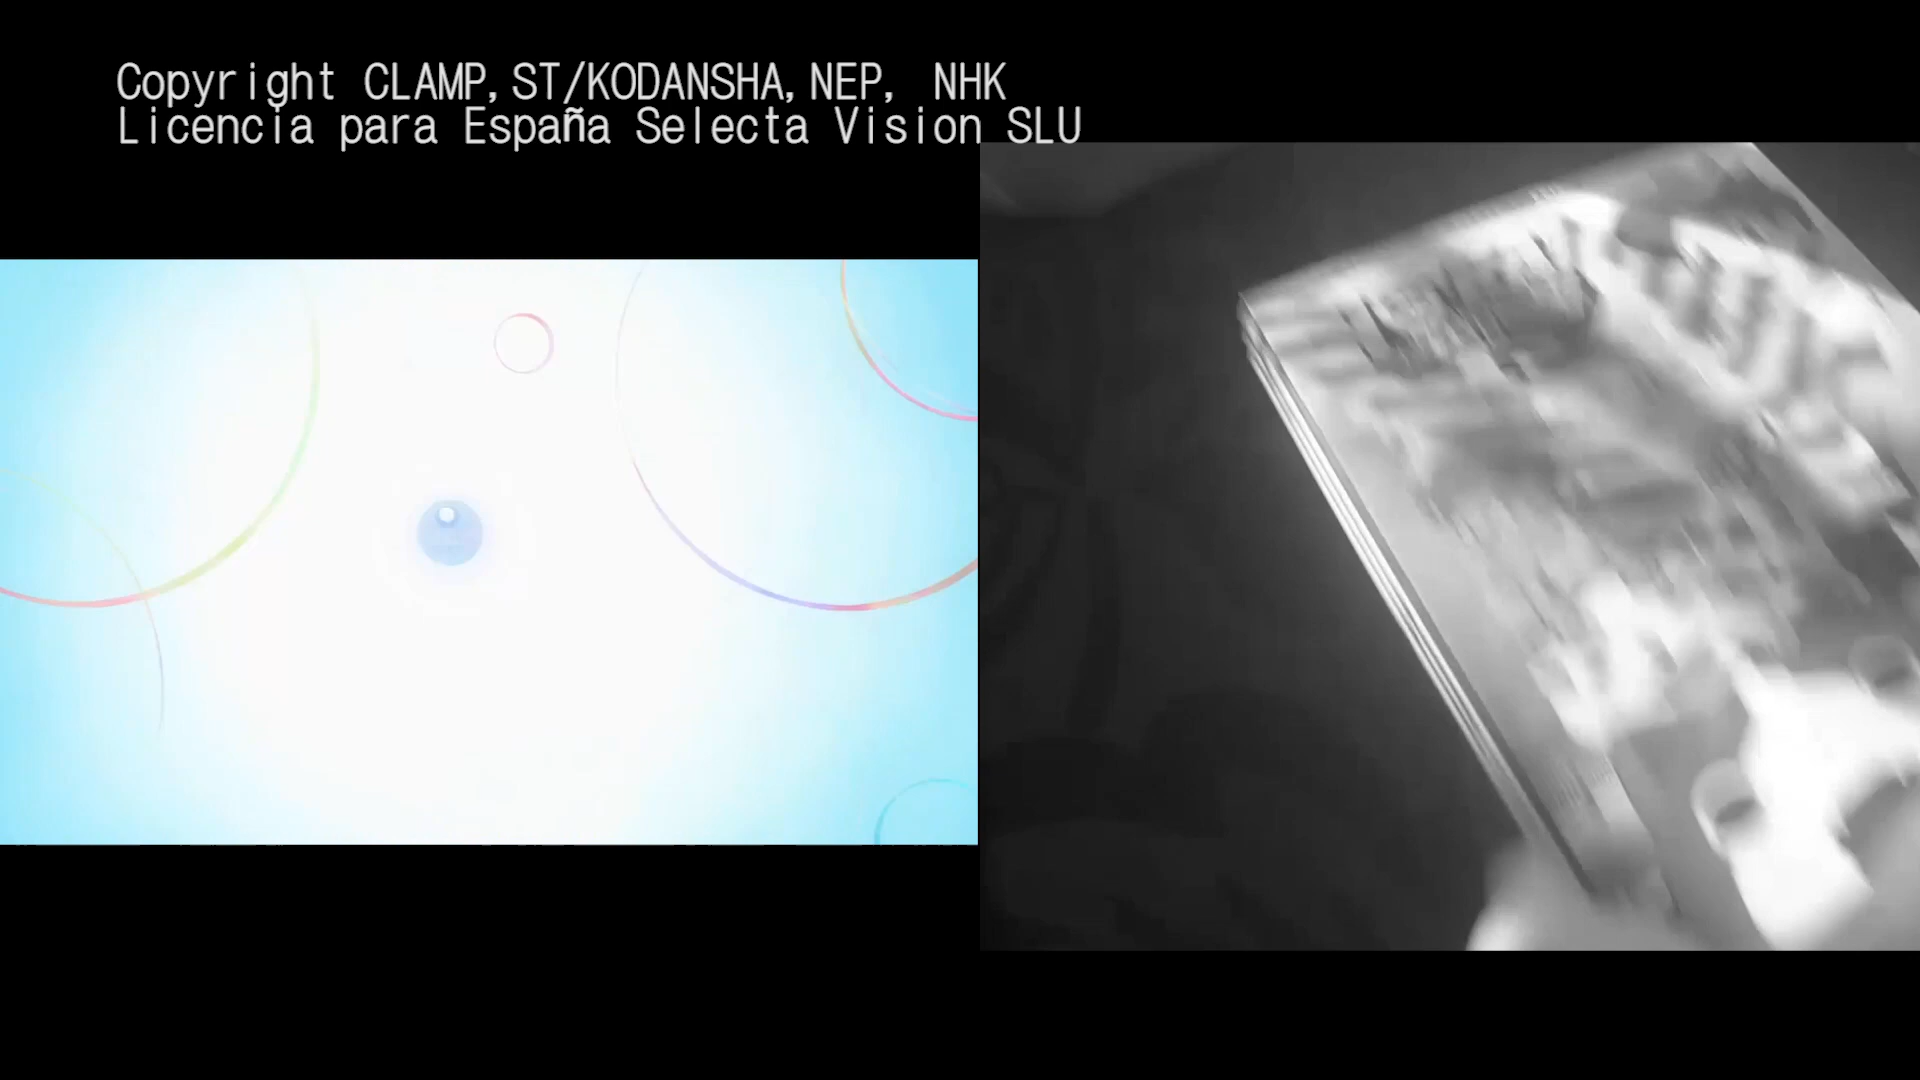 Copyright CLAMP,ST/KODANSHA,NEP, NHK
Licencia para España Selecta Vision SLU